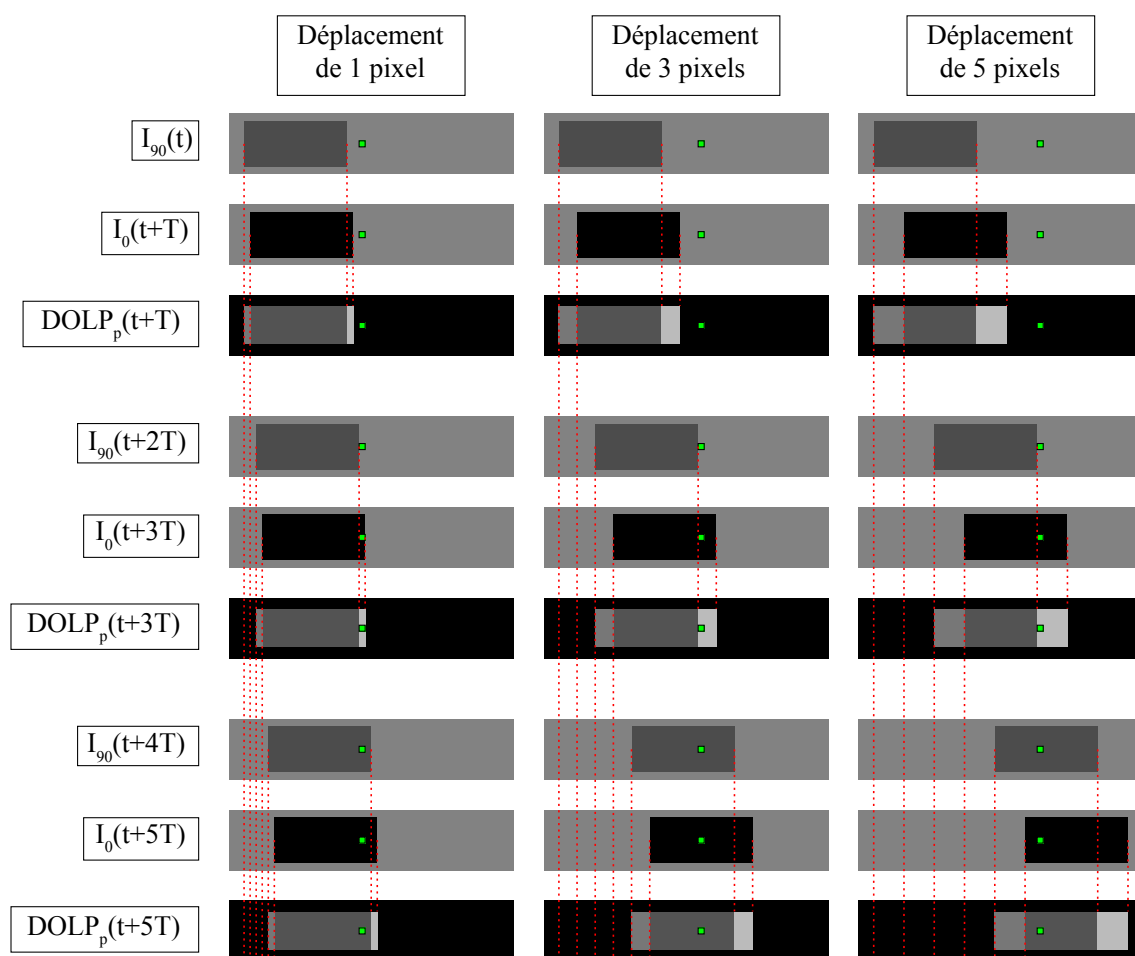 Déplacement
de 1 pixel
Déplacement
de 3 pixels
Déplacement
de 5 pixels
I₉₀(t)
I₀(t+T)
DOLPₚ(t+T)
I₉₀(t+2T)
I₀(t+3T)
DOLPₚ(t+3T)
I₉₀(t+4T)
I₀(t+5T)
DOLPₚ(t+5T)